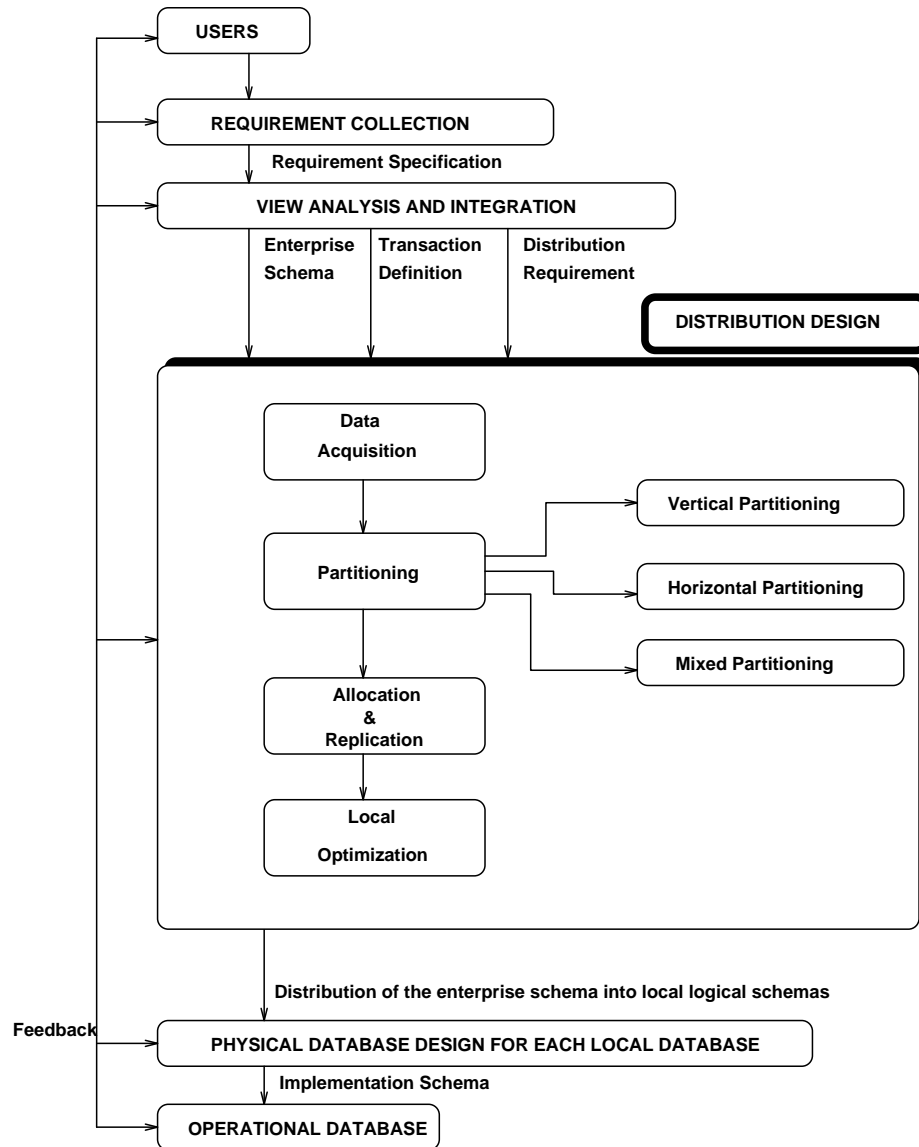 USERS
REQUIREMENT COLLECTION
Requirement Specification
VIEW ANALYSIS AND INTEGRATION
Enterprise
Schema
Transaction
Definition
Distribution
Requirement
DISTRIBUTION DESIGN
Data
Acquisition
Partitioning
Vertical Partitioning
Horizontal Partitioning
Mixed Partitioning
Allocation
&
Replication
Local
Optimization
Distribution of the enterprise schema into local logical schemas
Feedback
PHYSICAL DATABASE DESIGN FOR EACH LOCAL DATABASE
Implementation Schema
OPERATIONAL DATABASE